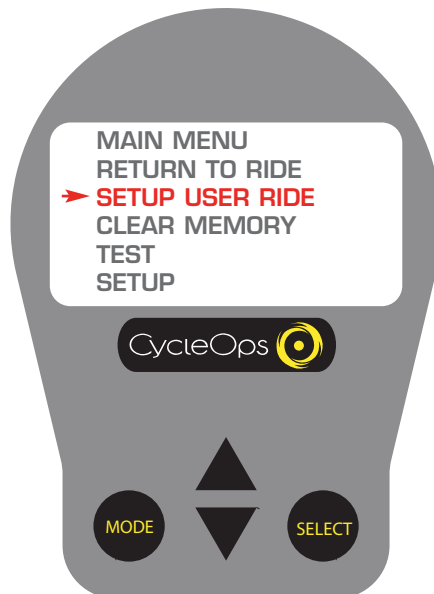 MAIN MENU
RETURN TO RIDE
SETUP USER RIDE
CLEAR MEMORY
TEST
SETUP
CycleOps
MODE
SELECT